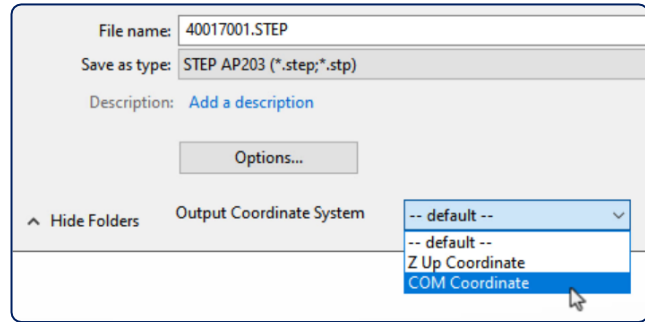 File name: 40017001.STEP
Save as type: STEP AP203 (*.step;*.stp)
Description: Add a description
Options...
Hide Folders Output Coordinate System -- default --
-- default --
Z Up Coordinate
COM Coordinate